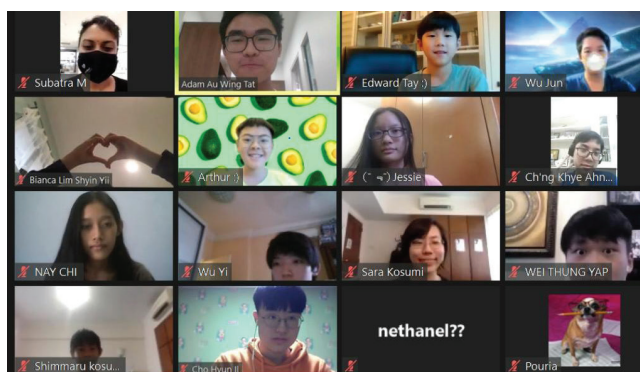 Subatra M
Adam Au Wing Tat
Edward Tay :)
Wu Jun
Bianca Lim Shyin Yii
Arthur :)
Jessie
Ch'ng Khye Ahn...
NAY CHI
Wu Yi
Sara Kosumi
WEI THUNG YAP
Shimmaru kosu...
Cho Hyun Il
nethanel??
Pouria